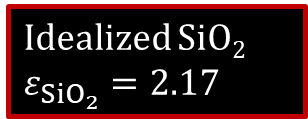 Idealized SiO₂
ε_SiO₂ = 2.17